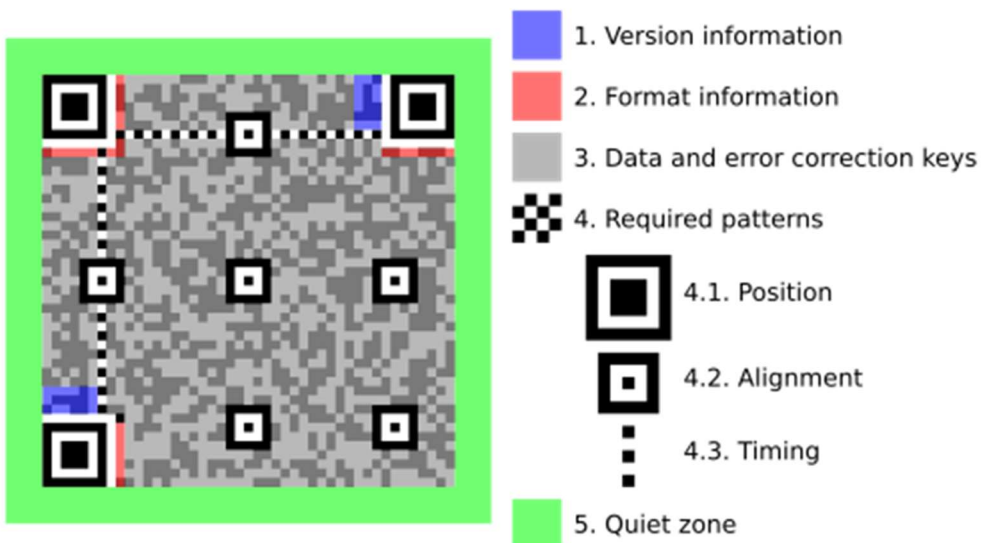 1. Version information
2. Format information
3. Data and error correction keys
4. Required patterns
4.1. Position
4.2. Alignment
4.3. Timing
5. Quiet zone